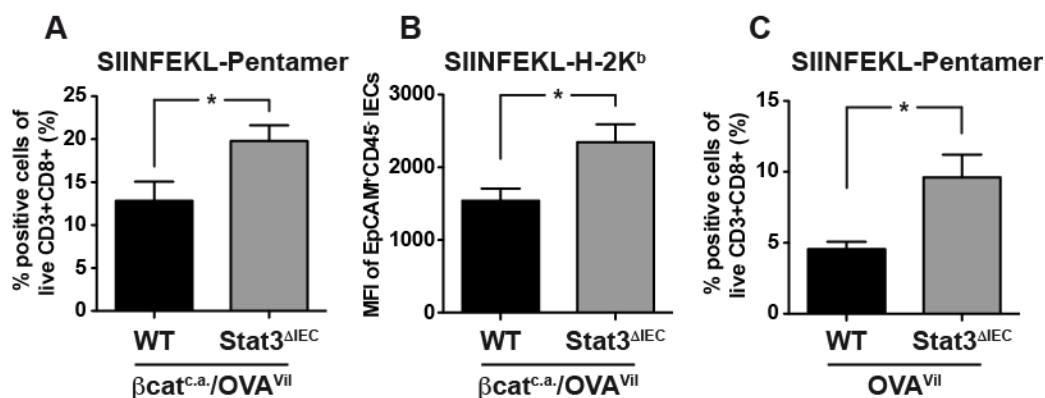 A
SIINFEKL-Pentamer
% positive cells of
live CD3+CD8+ (%)
25
20
15
10
5
0
*
WT
Stat3ΔIEC
βcatc.a./OVAVil
B
SIINFEKL-H-2Kb
MFI of EpCAM+CD45- IECs
3000
2000
1000
0
*
WT
Stat3ΔIEC
βcatc.a./OVAVil
C
SIINFEKL-Pentamer
% positive cells of
live CD3+CD8+ (%)
15
10
5
0
*
WT
Stat3ΔIEC
OVAVil